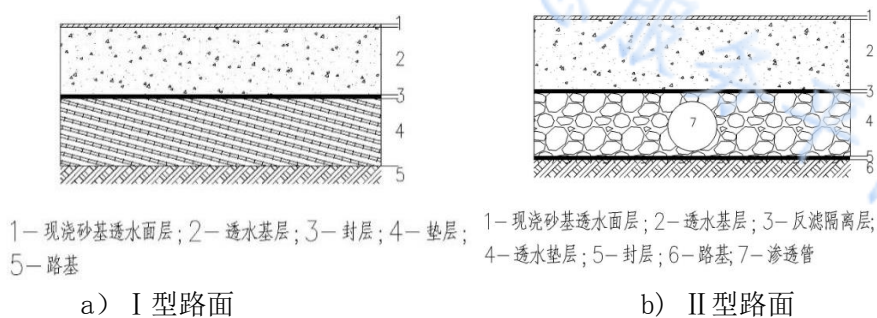 1
2
3
4
5
1—现浇砂基透水面层；2—透水基层；3—封层；4—垫层；
5—路基
a） Ⅰ型路面
1
2
3
4
5
6
7
1—现浇砂基透水面层；2—透水基层；3—反滤隔离层；
4—透水垫层；5—封层；6—路基；7—渗透管
b） Ⅱ型路面